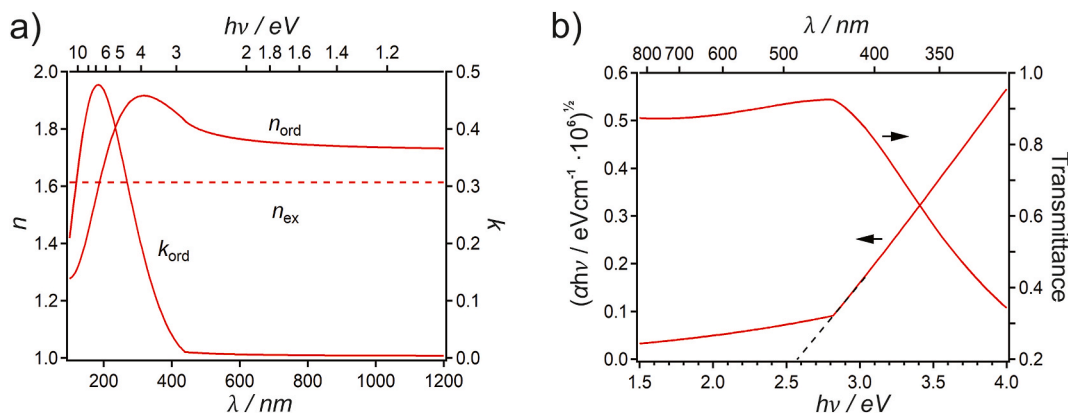 a)
hν / eV
10 6 5 4 3 2 1.8 1.6 1.4 1.2
2.0 0.5
1.8 0.4
1.6 0.3
1.4 0.2
1.2 0.1
1.0 0.0
n
k
n_ord
n_ex
k_ord
200 400 600 800 1000 1200
λ / nm
b)
λ / nm
800 700 600 500 400 350
0.6 1.0
0.5
0.4 0.8
0.3 0.6
0.2
0.1 0.4
0.0 0.2
(αhν / eVcm⁻¹ ·10⁶)^½
Transmittance
1.5 2.0 2.5 3.0 3.5 4.0
hν / eV